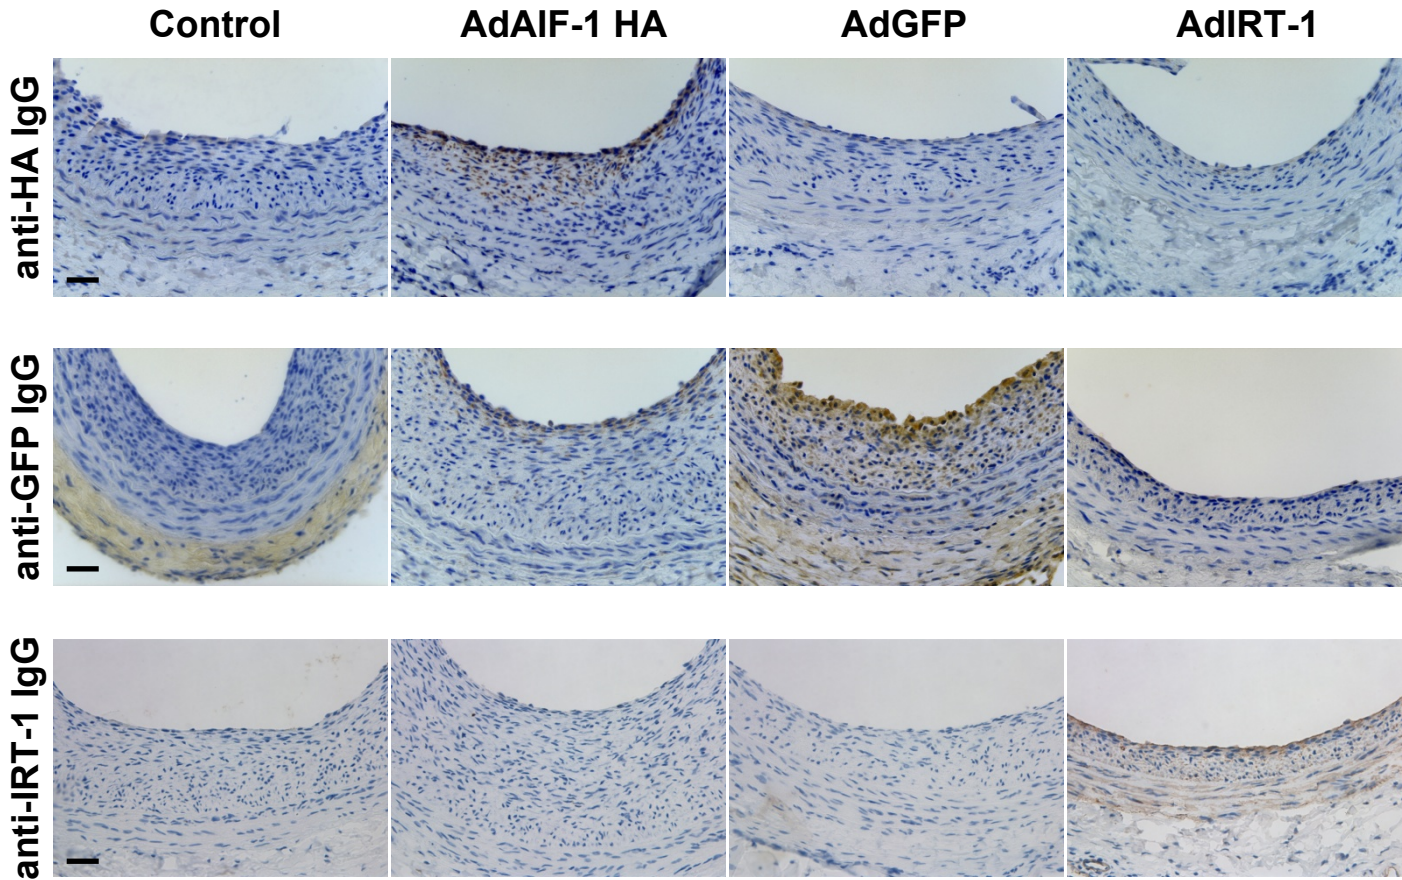 Control AdAIF-1 HA AdGFP AdIRT-1
anti-HA IgG
anti-GFP IgG
anti-IRT-1 IgG